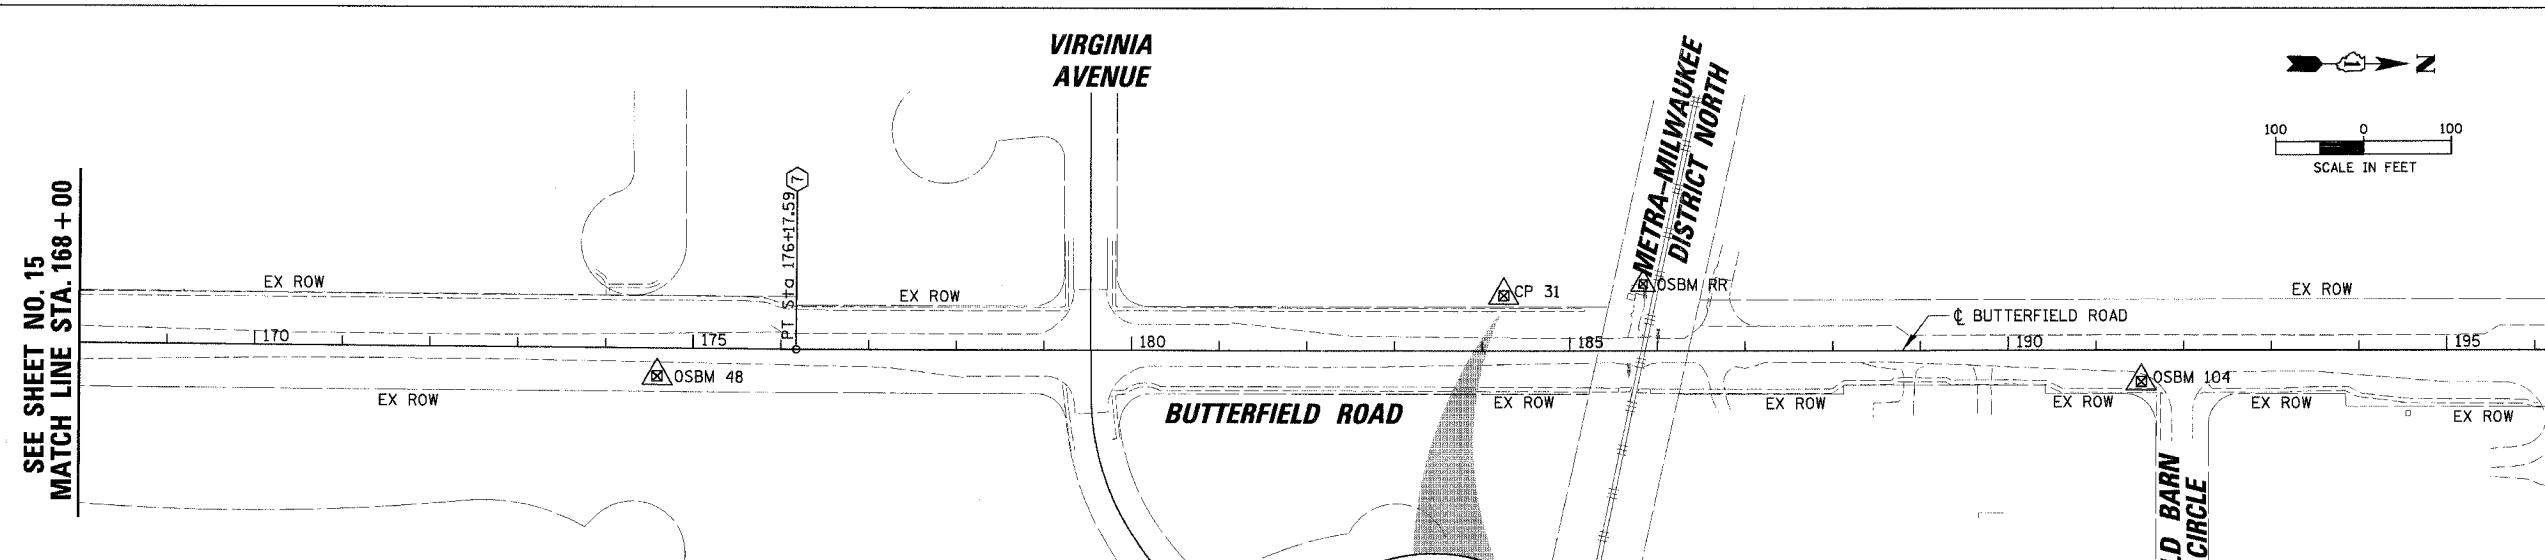 VIRGINIA
AVENUE
METRA-MILWAUKEE
DISTRICT NORTH
N
100 0 100
SCALE IN FEET
SEE SHEET NO. 15
MATCH LINE STA. 168+00
PT Sta 176+17.59
7
EX ROW
EX ROW
CP 31
OSBM RR
EX ROW
℄ BUTTERFIELD ROAD
170
175
180
185
190
195
OSBM 48
OSBM 104
EX ROW
BUTTERFIELD ROAD
EX ROW
EX ROW
EX ROW
EX ROW
EX ROW
LD BARN
CIRCLE